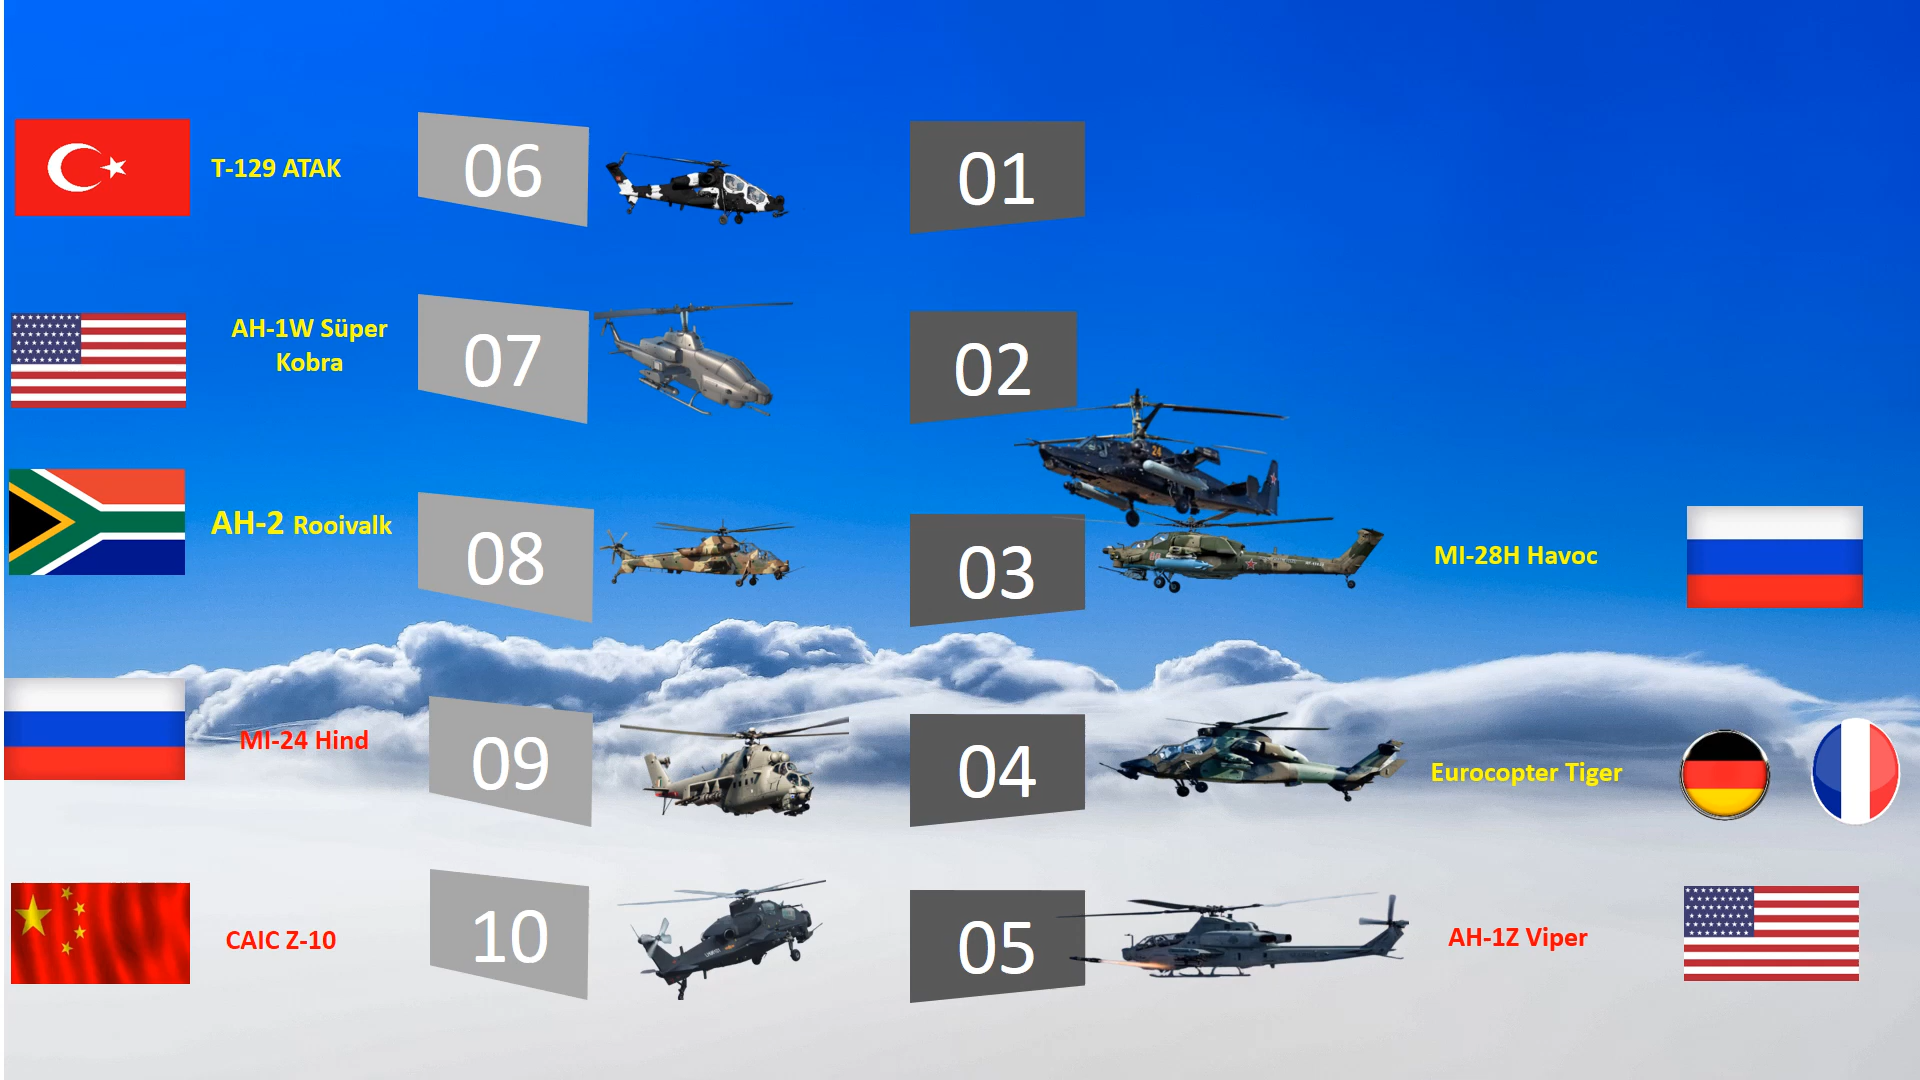 T-129 ATAK
06
01
AH-1W Süper
Kobra
07
02
24
AH-2 Rooivalk
08
03
MI-28H Havoc
MI-24 Hind
09
04
Eurocopter Tiger
CAIC Z-10
10
05
AH-1Z Viper